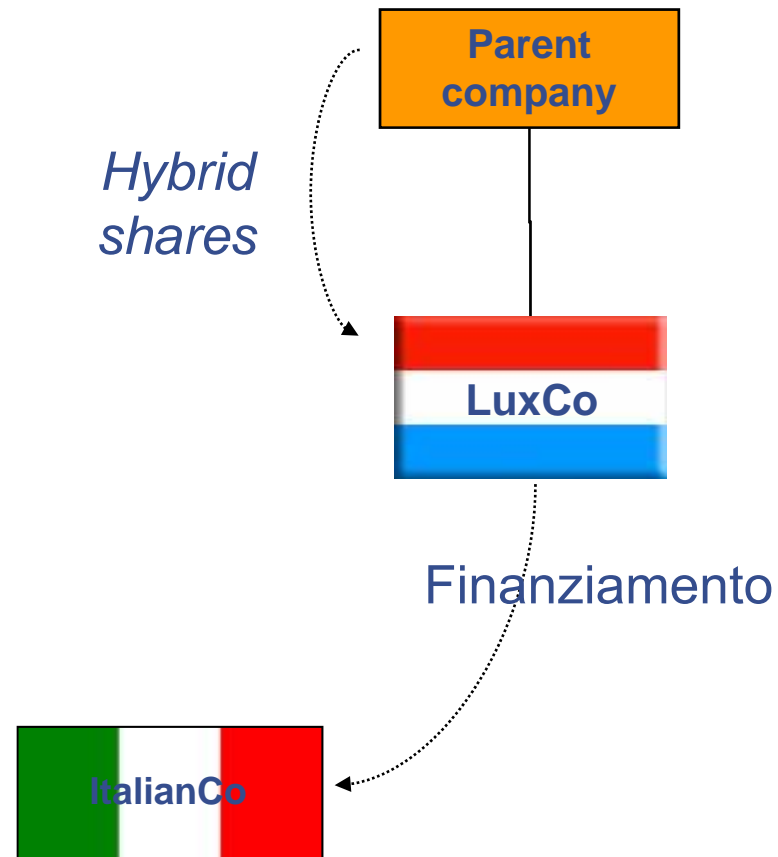 Parent
company
Hybrid
shares
LuxCo
Finanziamento
ItalianCo